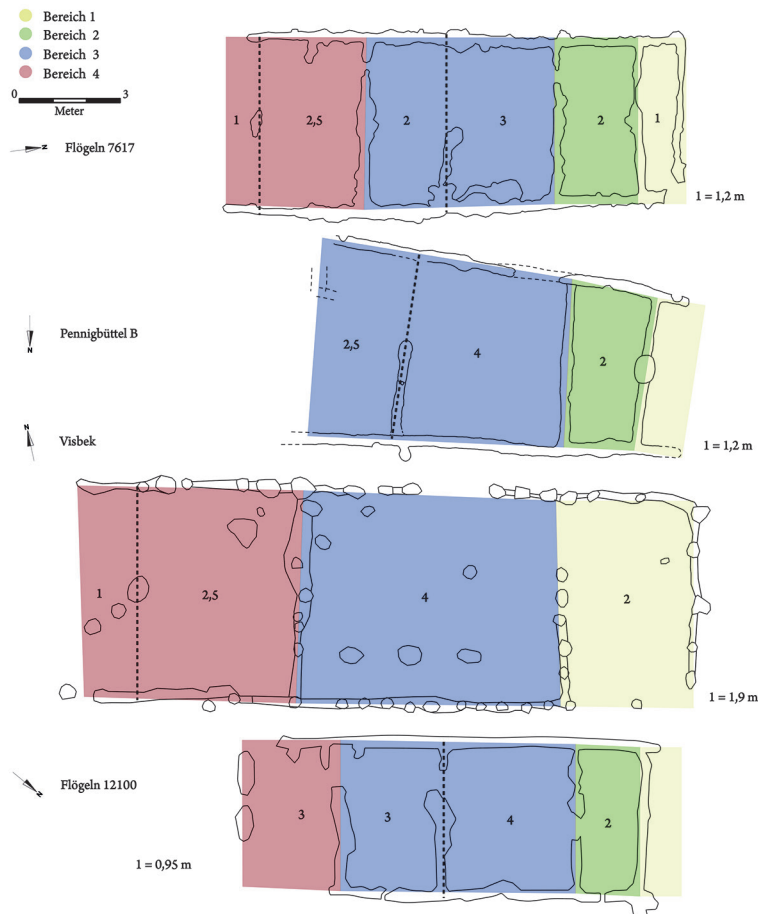 Bereich 1
Bereich 2
Bereich 3
Bereich 4
0 3
Meter
N Flögeln 7617
1 2,5 2 3 2 1
1 = 1,2 m
Pennigbüttel B
N
2,5 4 2
1 = 1,2 m
N
Visbek
1 2,5 4 2
1 = 1,9 m
Flögeln 12100
N
3 3 4 2
1 = 0,95 m